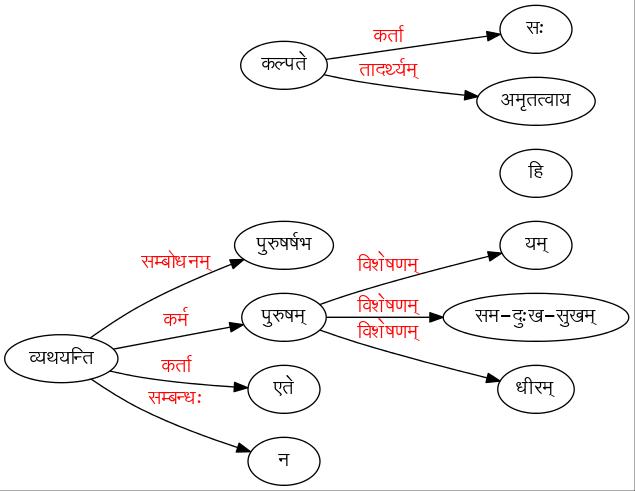 कर्ता
सः
कल्पते
तादर्थ्यम्
अमृतत्वाय
हि
सम्बोधनम्
पुरुषर्षभ
विशेषणम्
यम्
कर्म
पुरुषम्
विशेषणम्
सम-दुःख-सुखम्
विशेषणम्
व्यथयन्ति
कर्ता
एते
धीरम्
सम्बन्धः
न